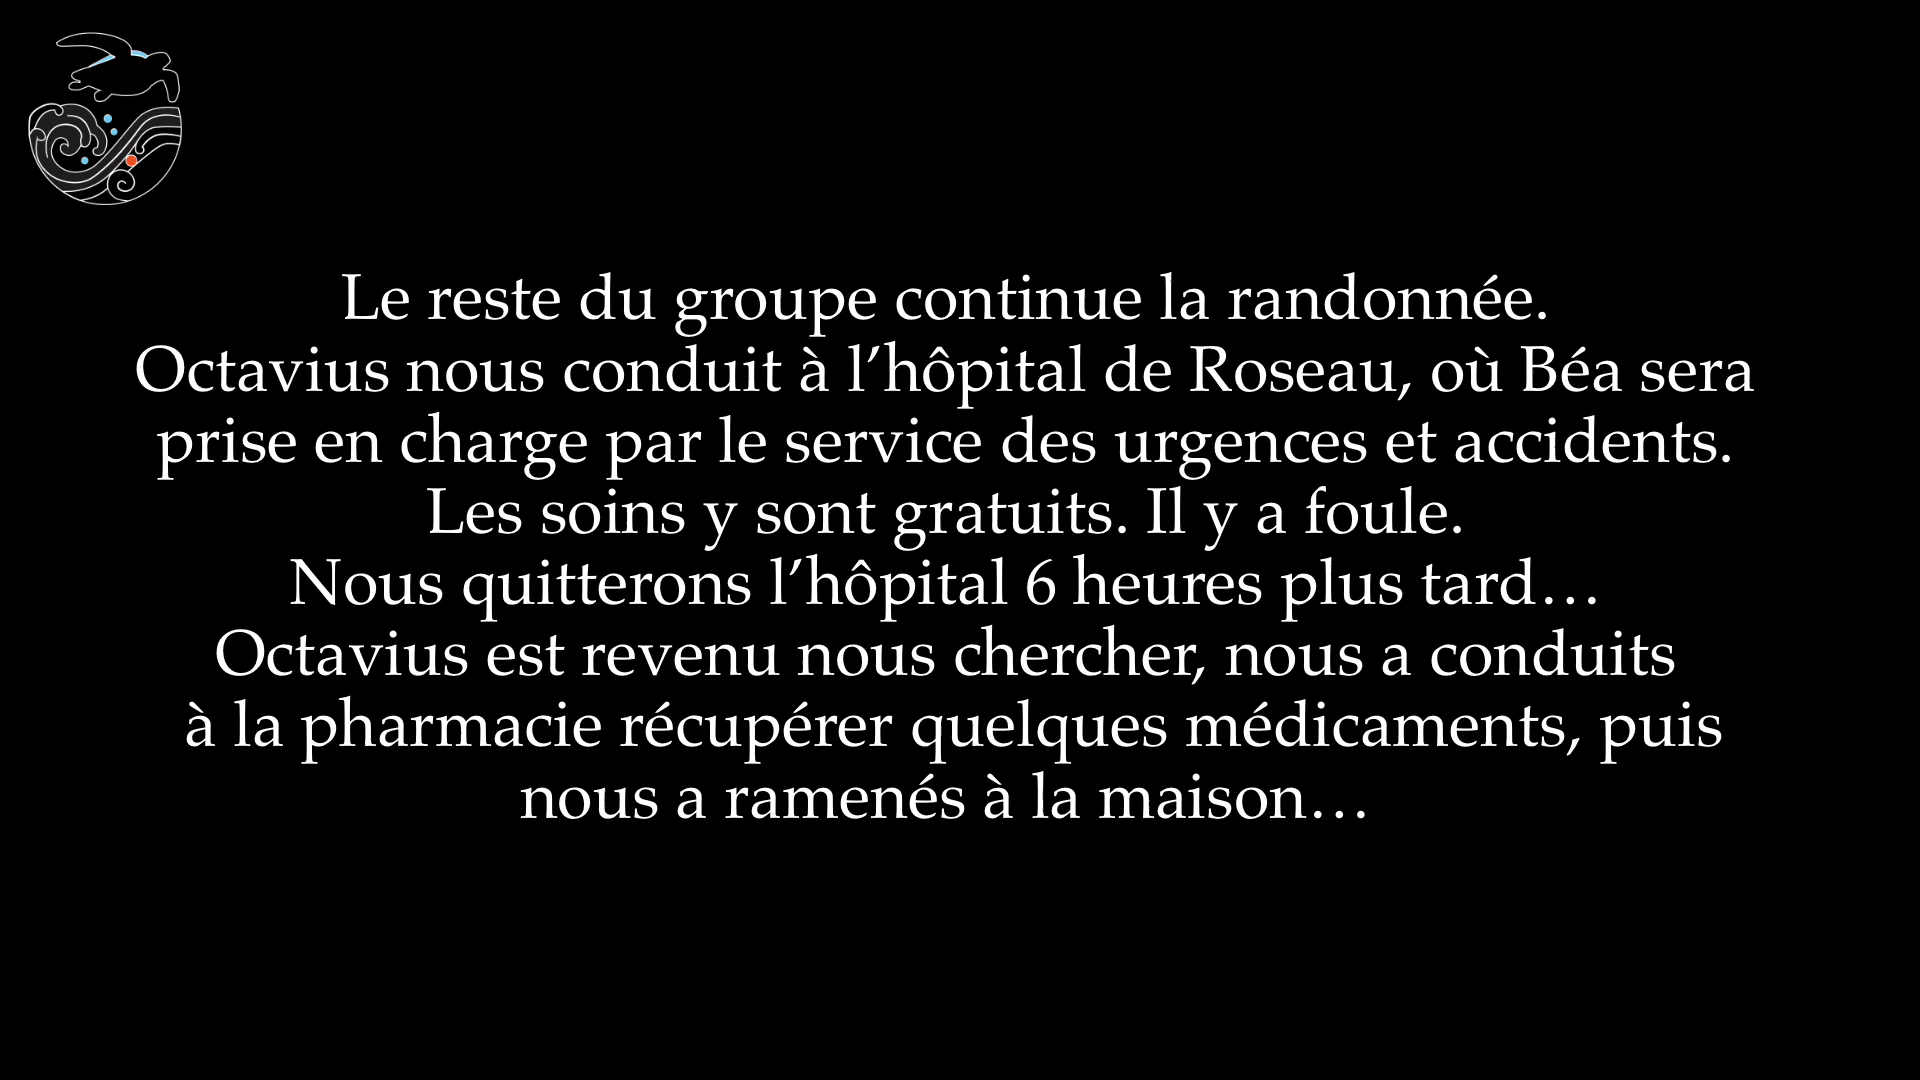 Le reste du groupe continue la randonnée.
Octavius nous conduit à l’hôpital de Roseau, où Béa sera
prise en charge par le service des urgences et accidents.
Les soins y sont gratuits. Il y a foule.
Nous quitterons l’hôpital 6 heures plus tard…
Octavius est revenu nous chercher, nous a conduits
à la pharmacie récupérer quelques médicaments, puis
nous a ramenés à la maison…